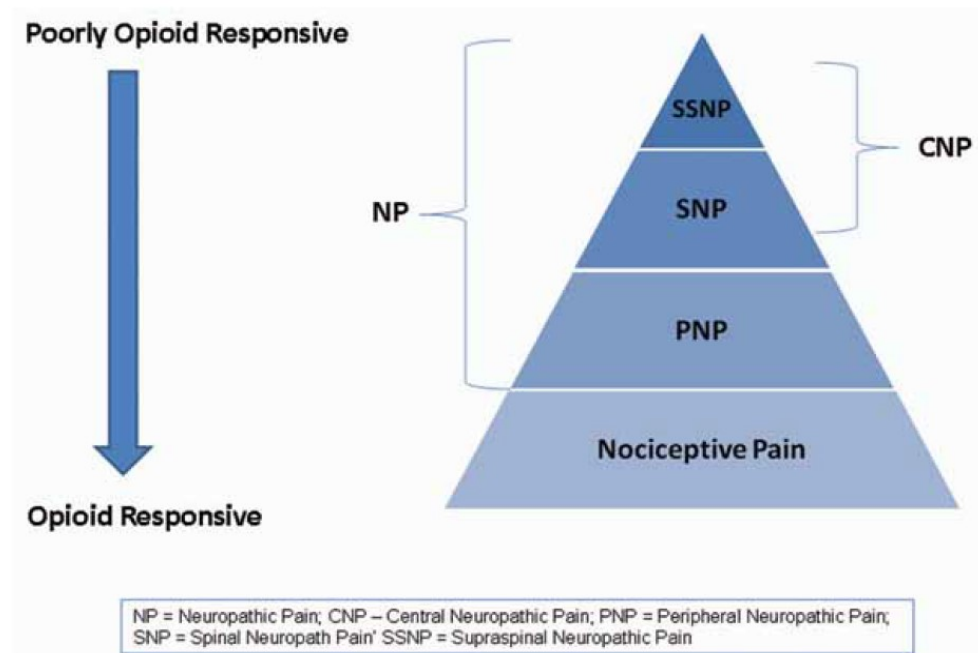 Poorly Opioid Responsive
SSNP
CNP
SNP
NP
PNP
Nociceptive Pain
Opioid Responsive
NP = Neuropathic Pain; CNP – Central Neuropathic Pain; PNP = Peripheral Neuropathic Pain;
SNP = Spinal Neuropath Pain' SSNP = Supraspinal Neuropathic Pain